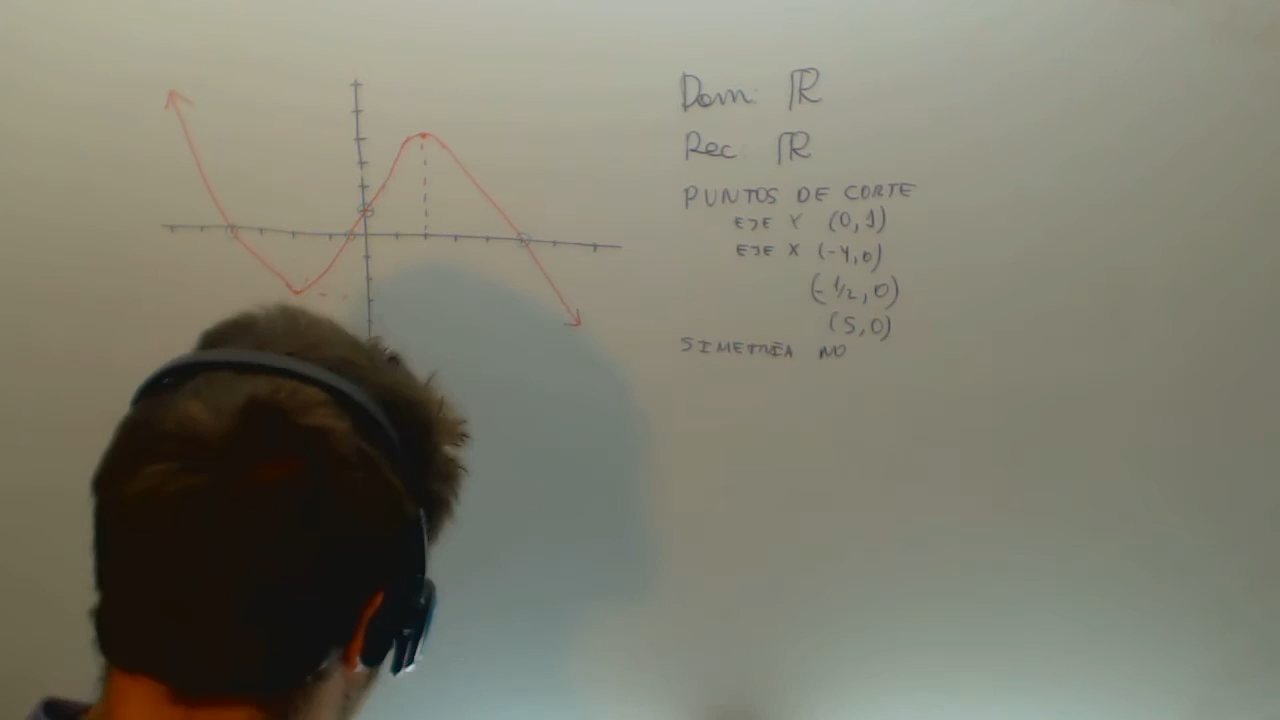 Dom: ℝ
Rec ℝ
PUNTOS DE CORTE
EJE Y (0,1)
EJE X (-4,0)
(-1/2, 0)
(5,0)
SIMETRÍA NO